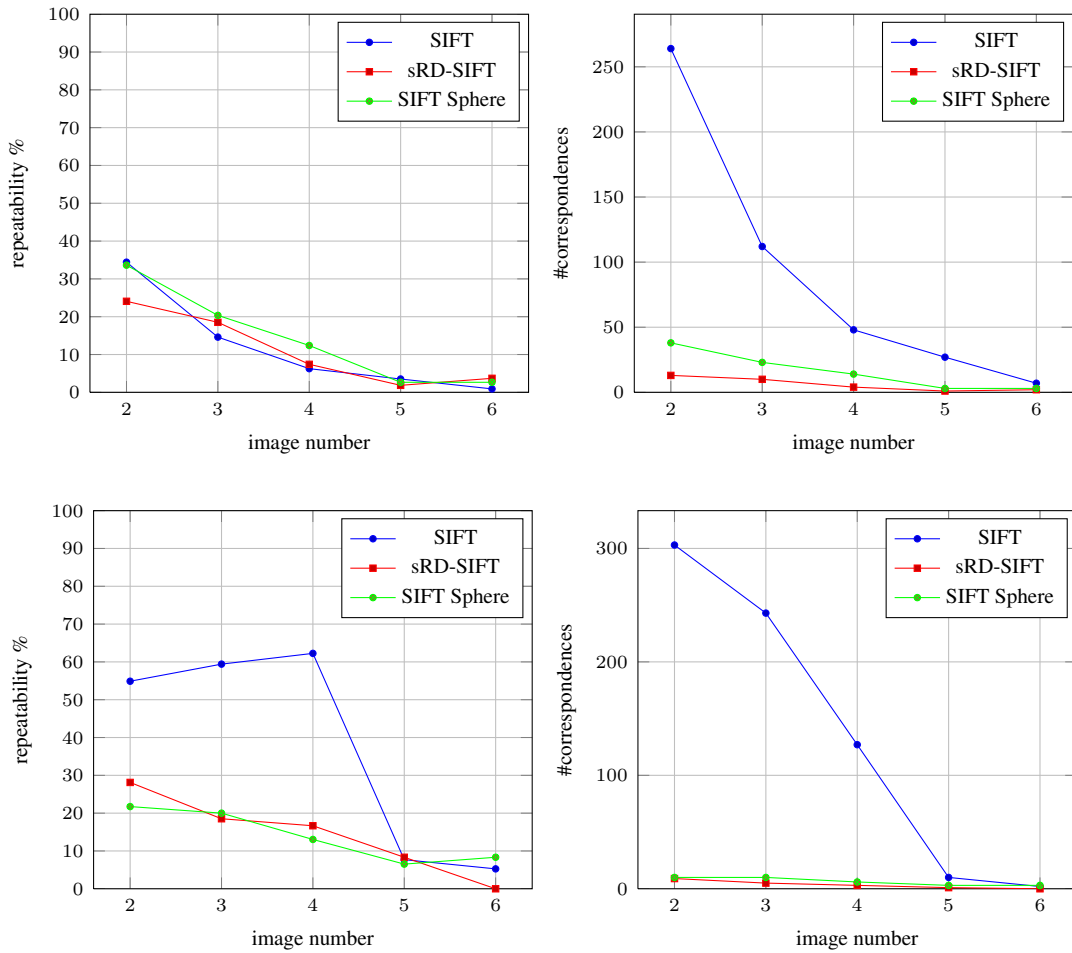 100
90
80
70
60
50
40
30
20
10
0
repeatability %
2 3 4 5 6
image number
SIFT
sRD-SIFT
SIFT Sphere
250
200
150
100
50
0
#correspondences
2 3 4 5 6
image number
SIFT
sRD-SIFT
SIFT Sphere
100
90
80
70
60
50
40
30
20
10
0
repeatability %
2 3 4 5 6
image number
SIFT
sRD-SIFT
SIFT Sphere
300
200
100
0
#correspondences
2 3 4 5 6
image number
SIFT
sRD-SIFT
SIFT Sphere